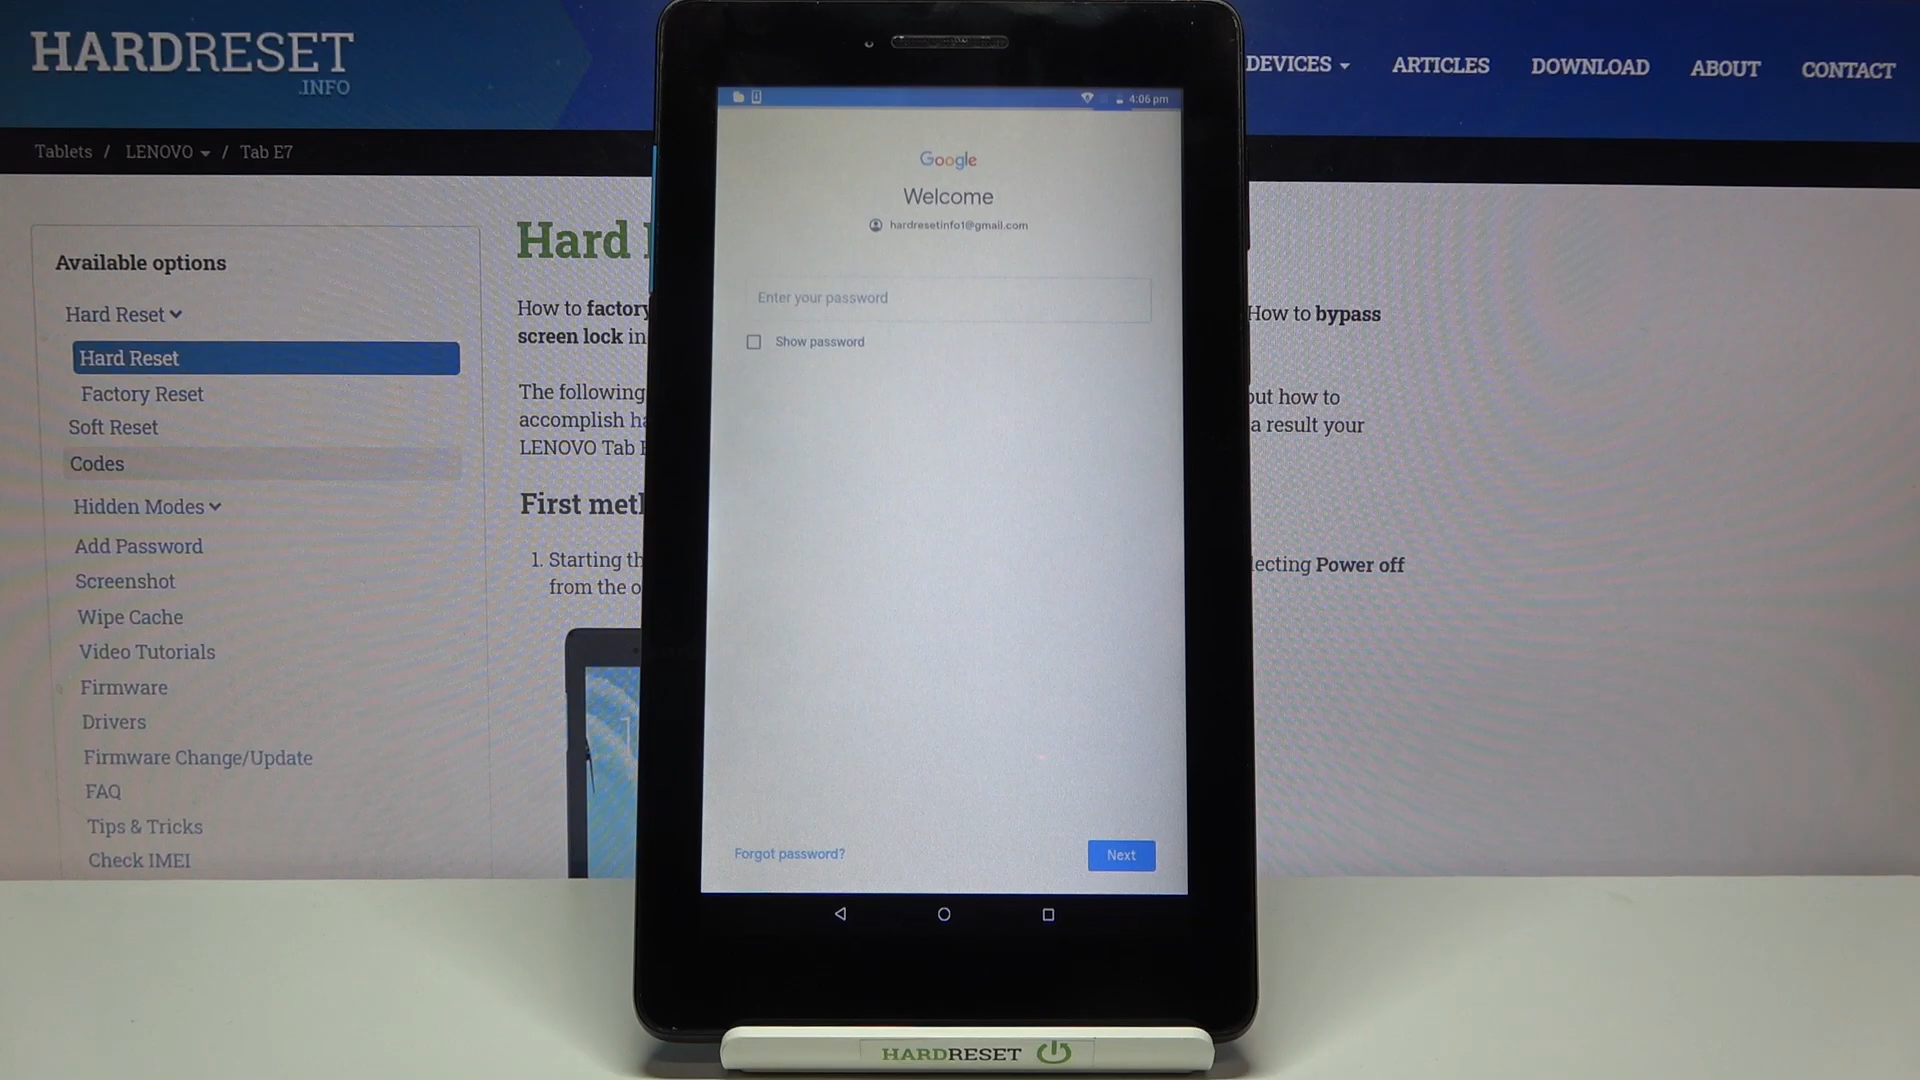 HARDRESET
.INFO
DEVICES
ARTICLES
DOWNLOAD
ABOUT
CONTACT
Tablets / LENOVO / Tab E7
Available options
Hard Reset
Hard Reset
Factory Reset
Soft Reset
Codes
Hidden Modes
Add Password
Screenshot
Wipe Cache
Video Tutorials
Firmware
Drivers
Firmware Change/Update
FAQ
Tips & Tricks
Check IMEI
Hard
How to factory
screen lock in
The following
accomplish
LENOVO Tab
First
1. Starting
from the
How to bypass
out how to
a result your
Power off
4:06 pm
Google
Welcome
hardresetinfo1@gmail.com
Enter your password
Show password
Forgot password?
Next
HARDRESET